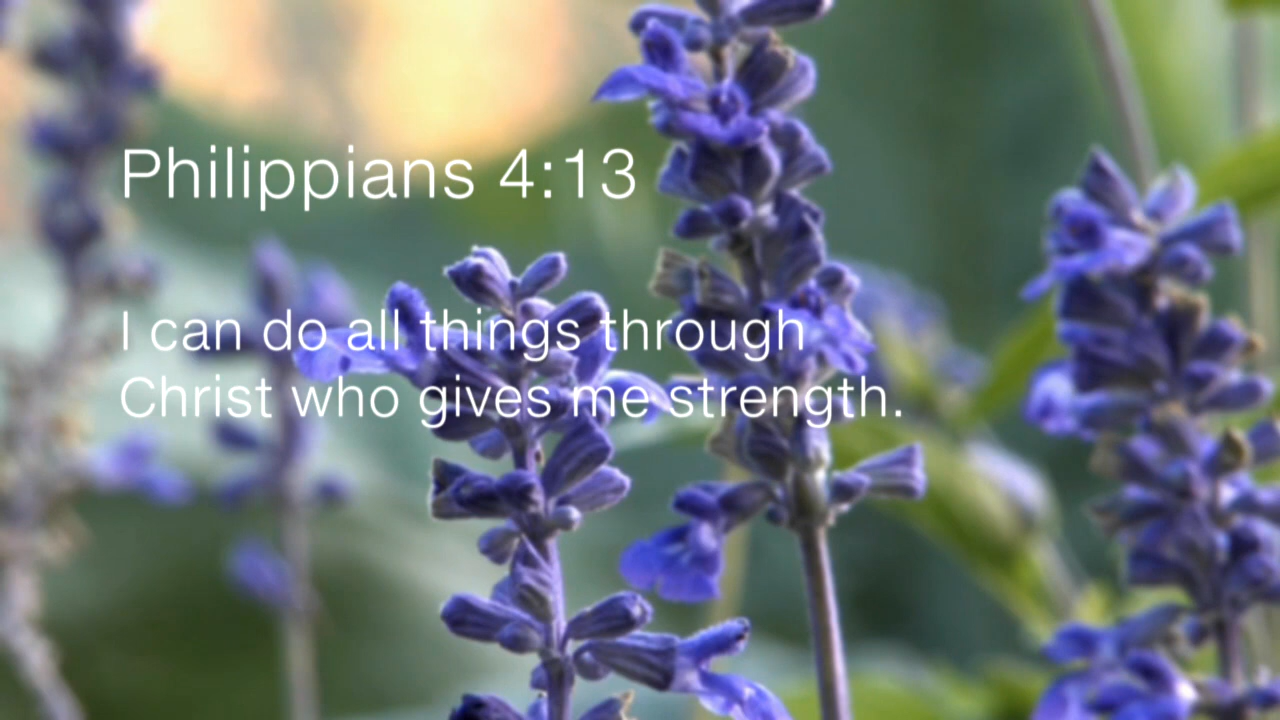 Philippians 4:13
I can do all things through
Christ who gives me strength.